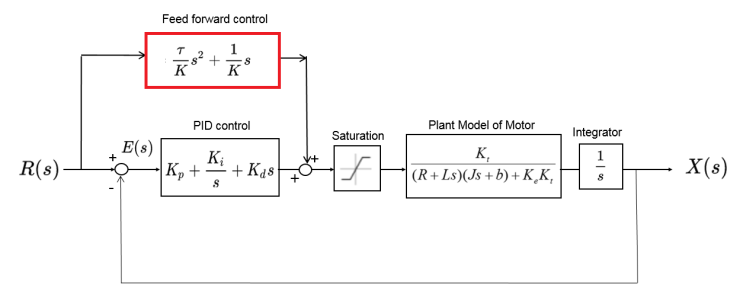 Feed forward control
τ/K s² + 1/K s
PID control
Saturation
Plant Model of Motor
Integrator
R(s)
+
-
E(s)
K_p + K_i/s + K_d s
+
+
K_t / (R + Ls)(Js + b) + K_e K_t
1/s
X(s)